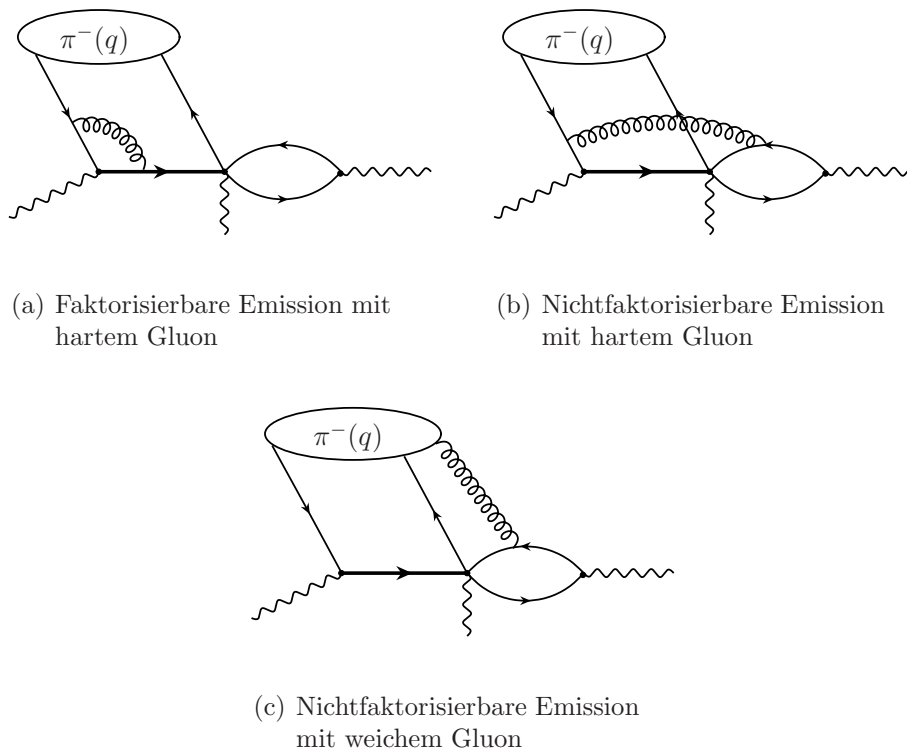 π⁻(q)
π⁻(q)
(a) Faktorisierbare Emission mit
hartem Gluon
(b) Nichtfaktorisierbare Emission
mit hartem Gluon
π⁻(q)
(c) Nichtfaktorisierbare Emission
mit weichem Gluon